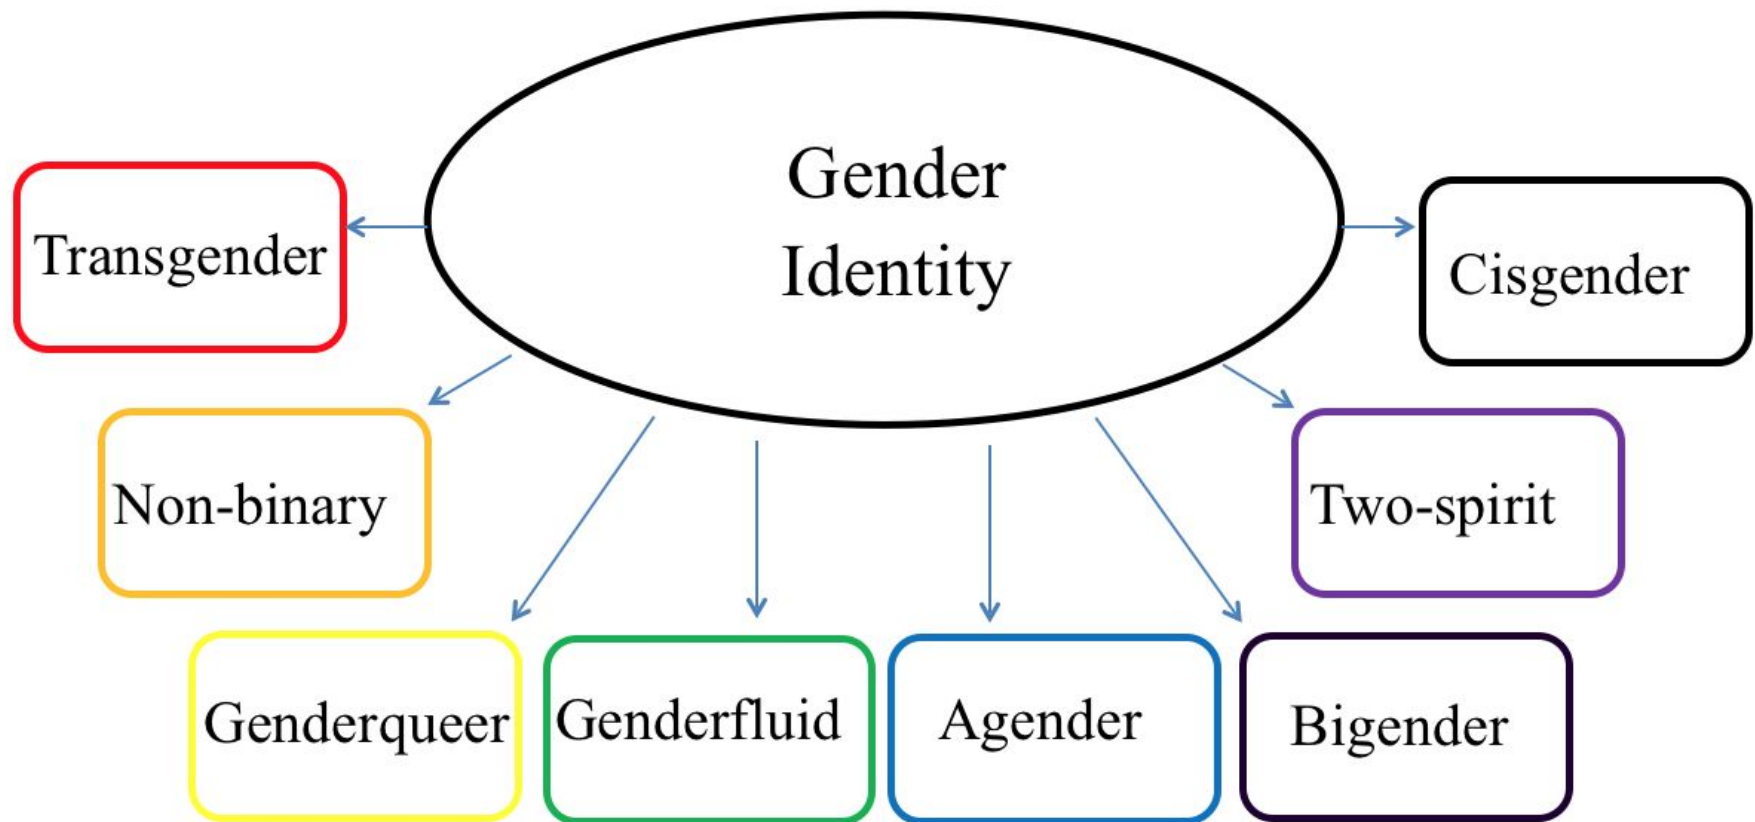 Gender
Identity
Transgender
Cisgender
Non-binary
Two-spirit
Genderqueer
Genderfluid
Agender
Bigender